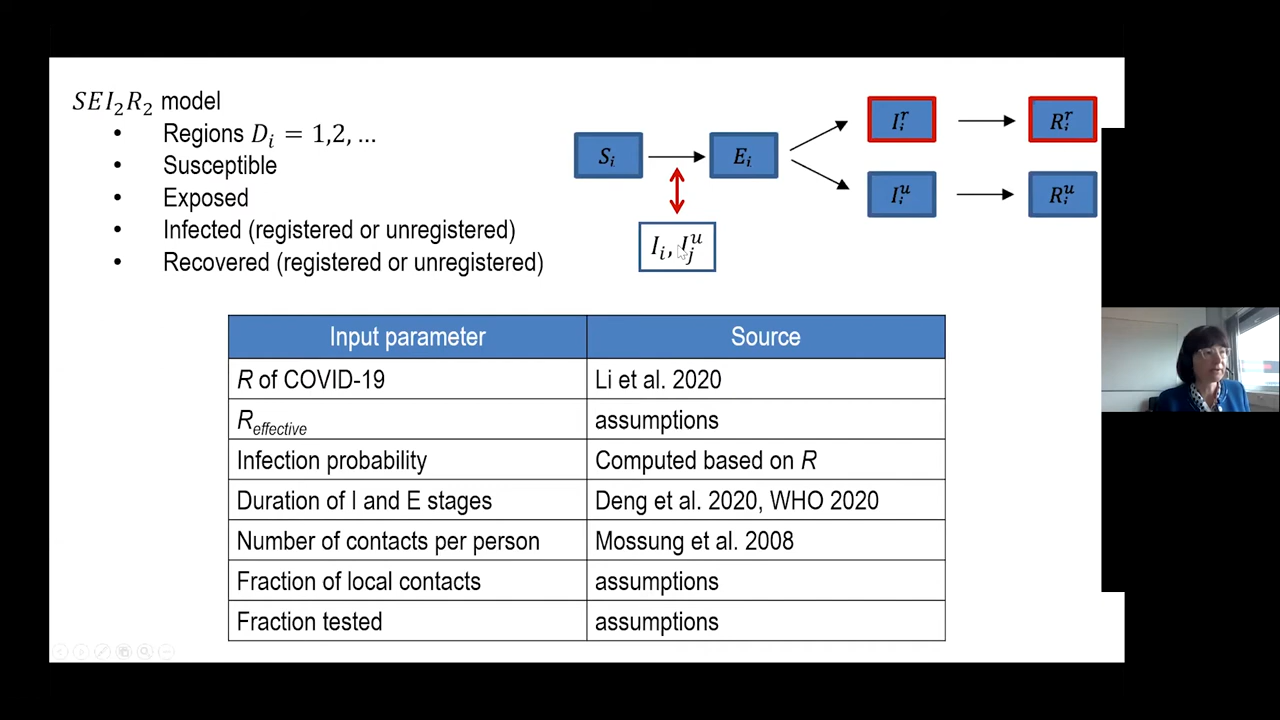 SEI₂R₂ model
• Regions Dᵢ = 1,2, ...
• Susceptible
• Exposed
• Infected (registered or unregistered)
• Recovered (registered or unregistered)
Sᵢ
Eᵢ
Iᵢʳ
Rᵢʳ
Iᵢᵘ
Rᵢᵘ
Iᵢ, Iⱼᵘ
Input parameter Source
R of COVID-19 Li et al. 2020
Reffective assumptions
Infection probability Computed based on R
Duration of I and E stages Deng et al. 2020, WHO 2020
Number of contacts per person Mossung et al. 2008
Fraction of local contacts assumptions
Fraction tested assumptions